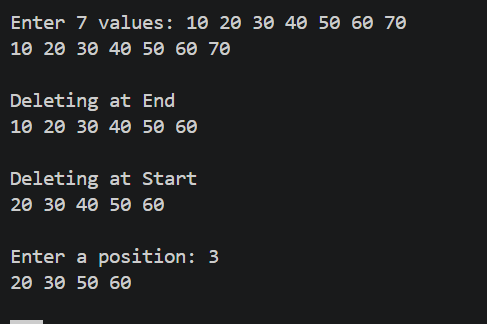 Enter 7 values: 10 20 30 40 50 60 70
10 20 30 40 50 60 70
Deleting at End
10 20 30 40 50 60
Deleting at Start
20 30 40 50 60
Enter a position: 3
20 30 50 60